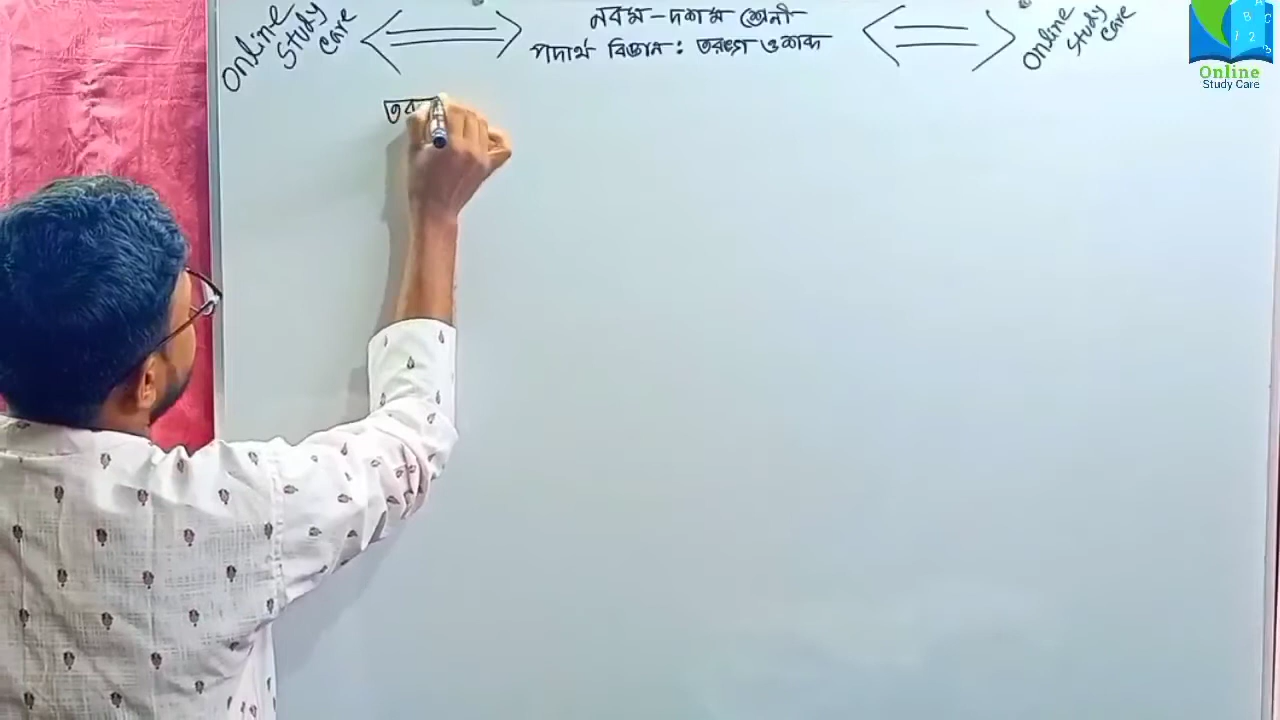 Online
Study
Care
নবম-দশম শ্রেনী
পদার্থ বিজ্ঞান : তরঙ্গ ও শব্দ
Online
Study
Care
তর
Online
Study Care